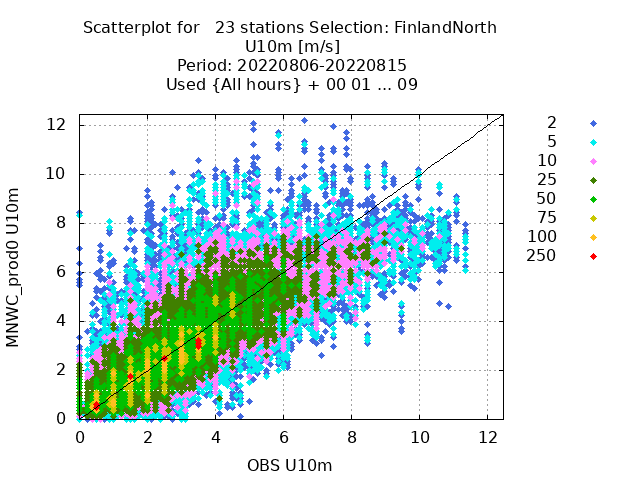 Scatterplot for   23 stations Selection: FinlandNorth
U10m [m/s]
Period: 20220806-20220815
Used {All hours} + 00 01 ... 09
MNWC_prod0 U10m
12
10
8
6
4
2
0
0 2 4 6 8 10 12
OBS U10m
2
5
10
25
50
75
100
250